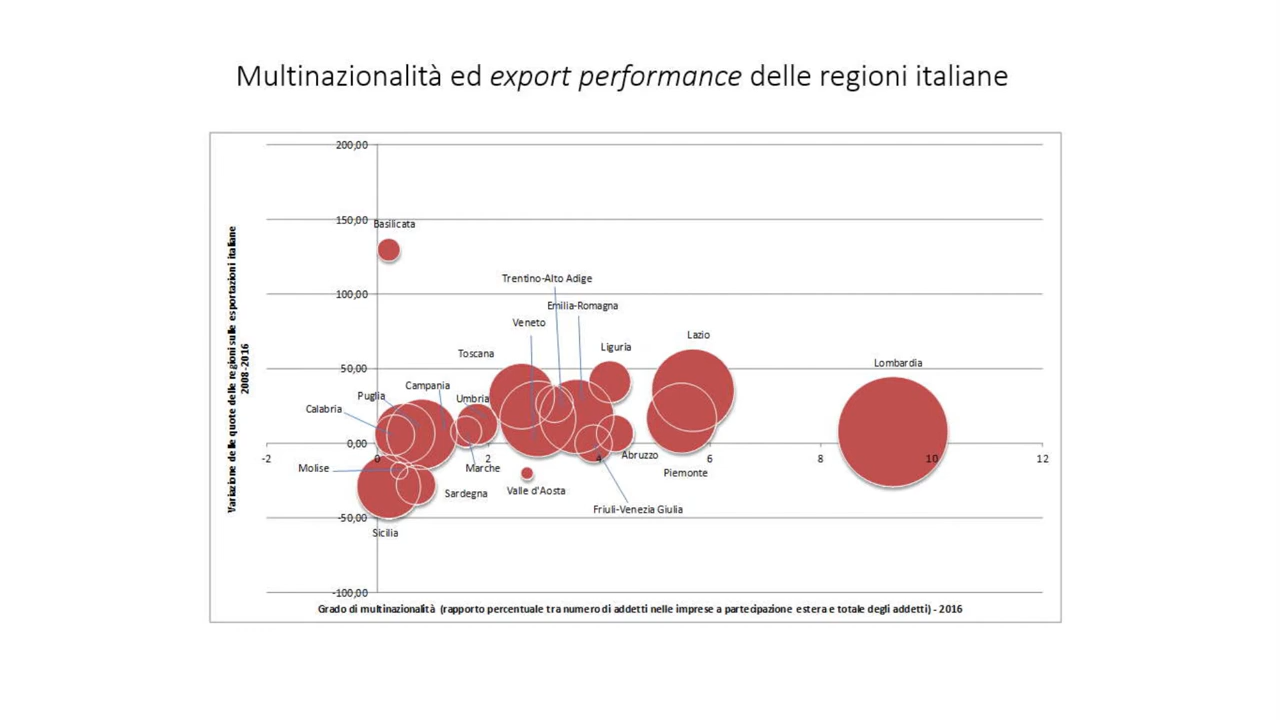 Multinazionalità ed export performance delle regioni italiane
Variazione delle quote delle regioni sulle esportazioni italiane
2008-2016
200,00
150,00
100,00
50,00
0,00
-50,00
-100,00
Basilicata
Trentino-Alto Adige
Emilia-Romagna
Veneto
Lazio
Liguria
Toscana
Lombardia
Campania
Puglia
Umbria
Calabria
-2
0
2
4
6
8
10
12
Abruzzo
Molise
Marche
Piemonte
Valle d'Aosta
Sardegna
Friuli-Venezia Giulia
Sicilia
Grado di multinazionalità (rapporto percentuale tra numero di addetti nelle imprese a partecipazione estera e totale degli addetti) - 2016